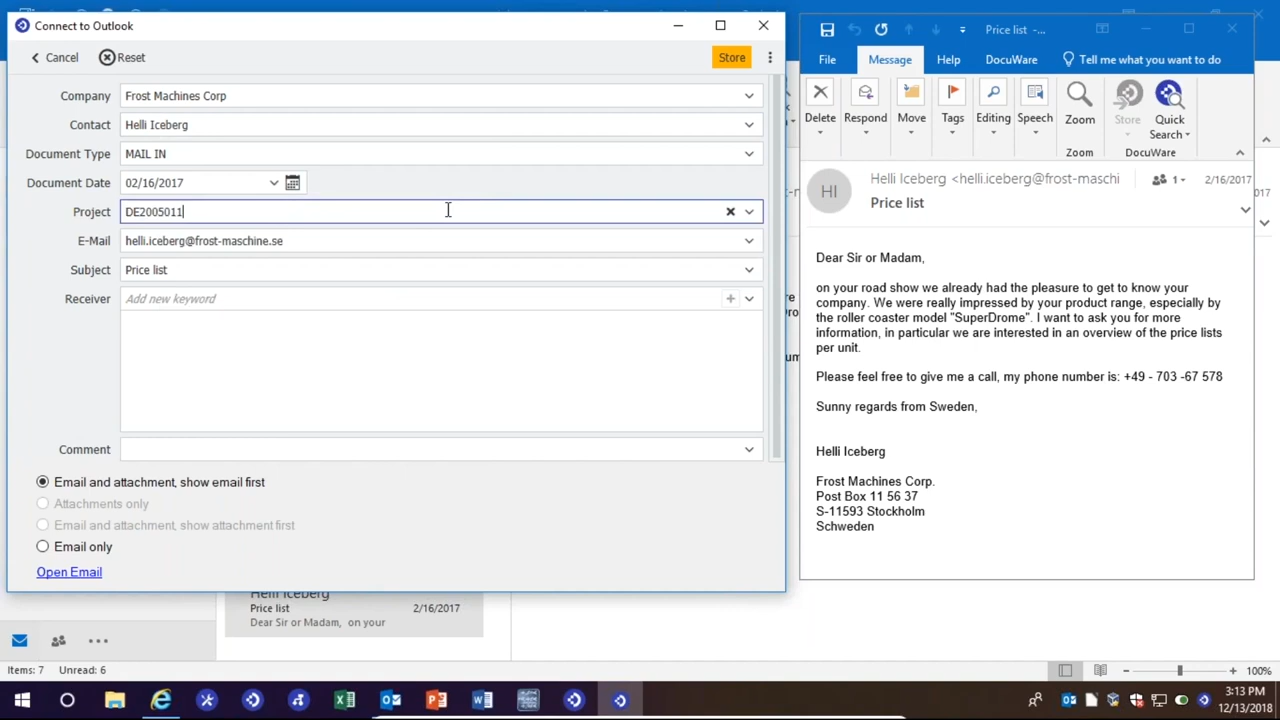 Connect to Outlook
Cancel
Reset
Store
Company
Frost Machines Corp
Contact
Helli Iceberg
Document Type
MAIL IN
Document Date
02/16/2017
Project
DE2005011
E-Mail
helli.iceberg@frost-maschine.se
Subject
Price list
Receiver
Add new keyword
Comment
Email and attachment, show email first
Attachments only
Email and attachment, show attachment first
Email only
Open Email
Price list -...
File
Message
Help
DocuWare
Tell me what you want to do
Delete
Respond
Move
Tags
Editing
Speech
Zoom
Store
Quick
Search
Zoom
DocuWare
HI
Helli Iceberg <helli.iceberg@frost-maschi
1
2/16/2017
Price list
Dear Sir or Madam,
on your road show we already had the pleasure to get to know your
company. We were really impressed by your product range, especially by
the roller coaster model "SuperDrome". I want to ask you for more
information, in particular we are interested in an overview of the price lists
per unit.
Please feel free to give me a call, my phone number is: +49 - 703 -67 578
Sunny regards from Sweden,
Helli Iceberg
Frost Machines Corp.
Post Box 11 56 37
S-11593 Stockholm
Schweden
Helli Iceberg
Price list
2/16/2017
Dear Sir or Madam, on your
Items: 7
Unread: 6
100%
3:13 PM
12/13/2018